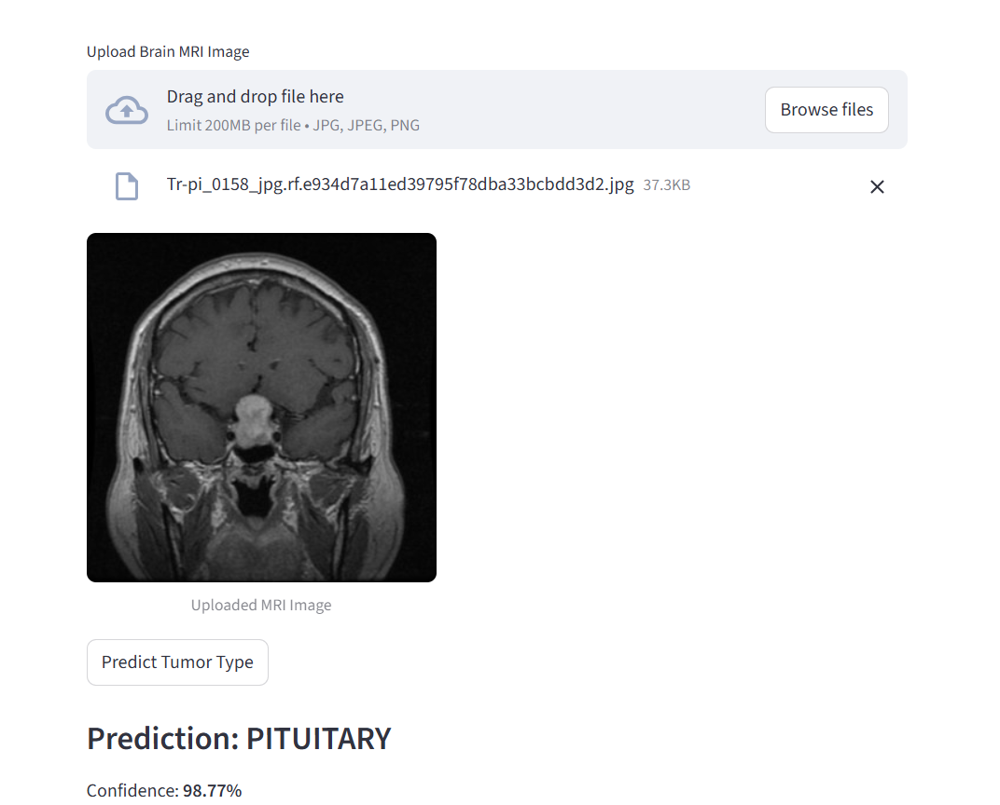 Upload Brain MRI Image
Drag and drop file here
Limit 200MB per file • JPG, JPEG, PNG
Browse files
Tr-pi_0158_jpg.rf.e934d7a11ed39795f78dba33bcbdd3d2.jpg 37.3KB
Uploaded MRI Image
Predict Tumor Type
Prediction: PITUITARY
Confidence: 98.77%